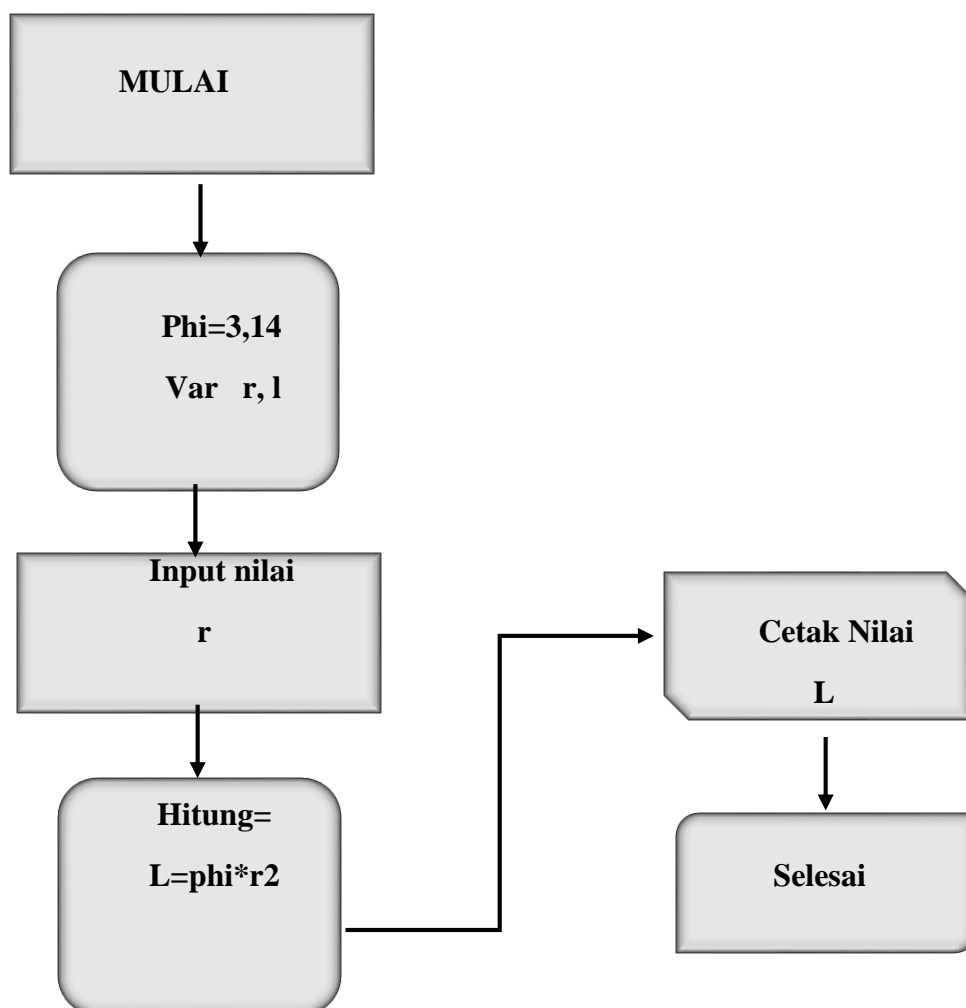 MULAI
Phi=3,14
Var r, l
Input nilai
r
Hitung=
L=phi*r2
Cetak Nilai
L
Selesai